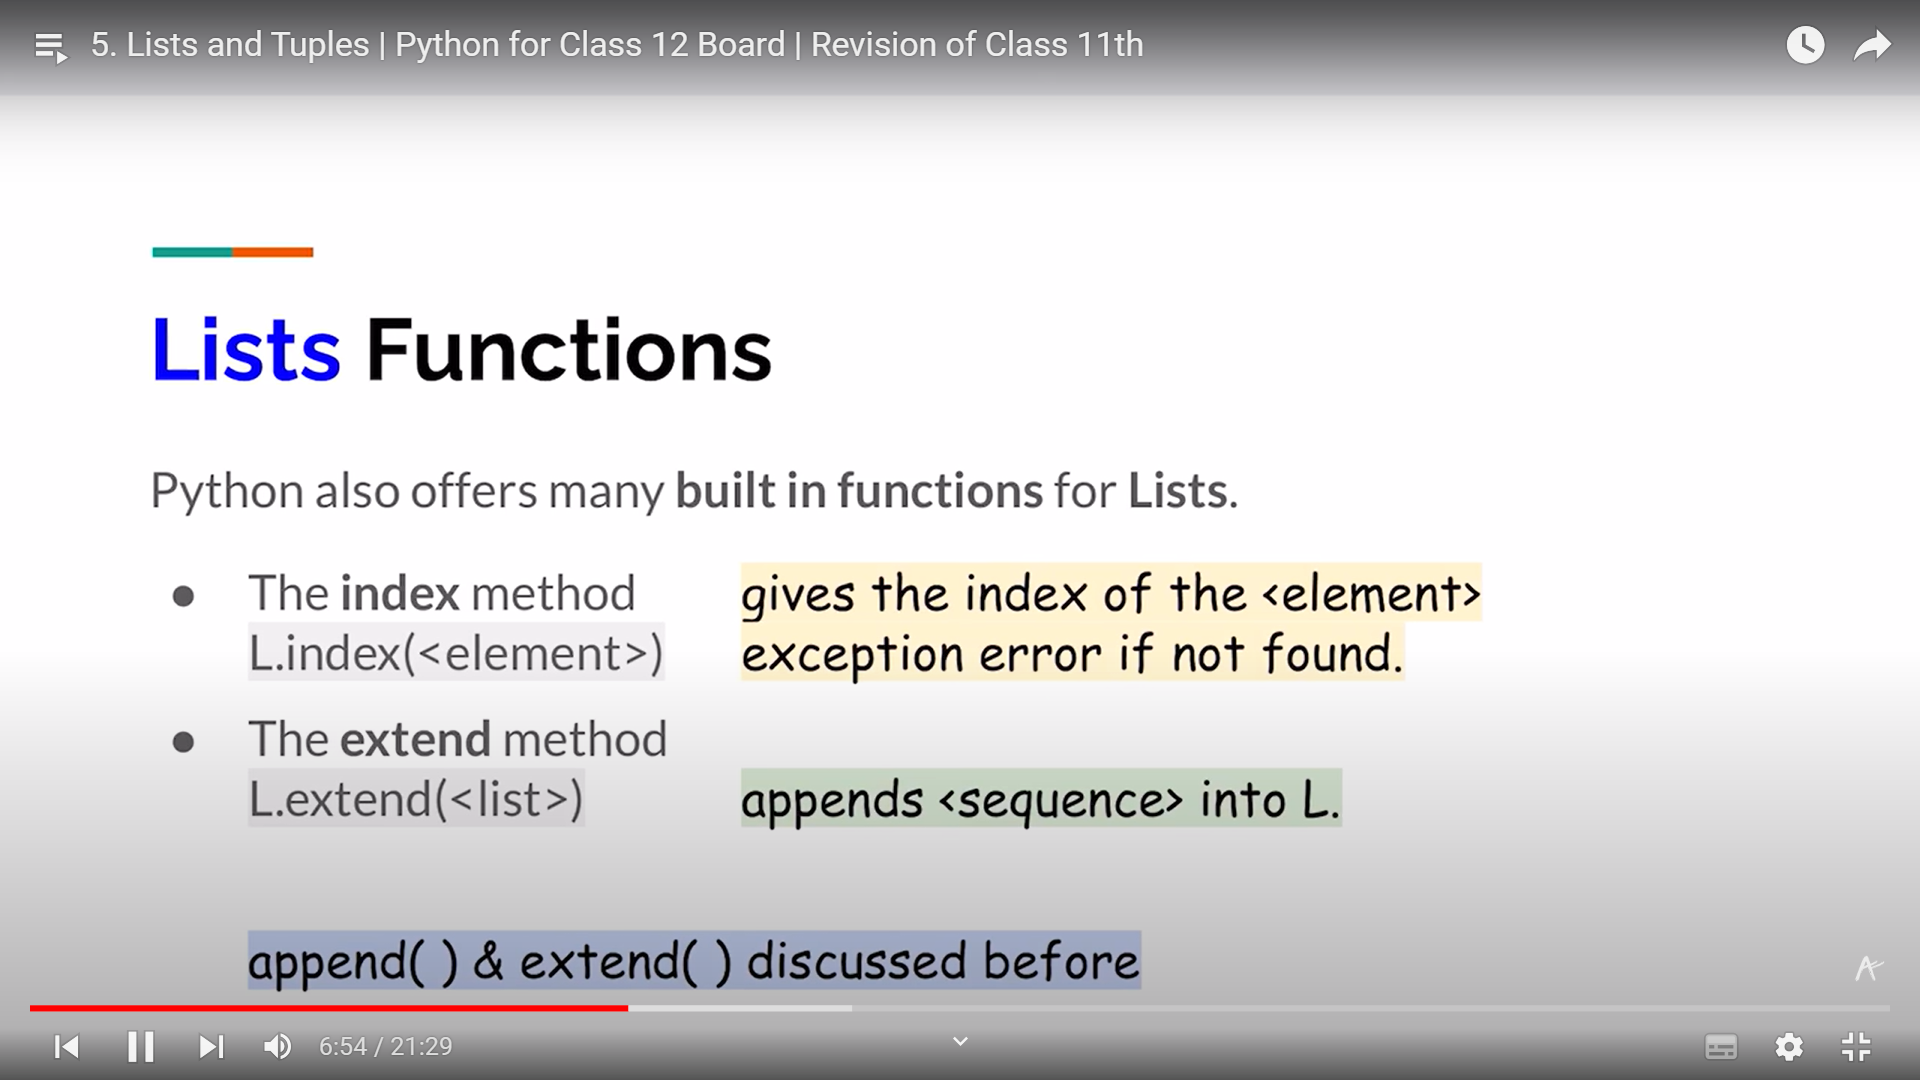 5. Lists and Tuples | Python for Class 12 Board | Revision of Class 11th
Lists Functions
Python also offers many built in functions for Lists.
● The index method
L.index(<element>)
gives the index of the <element>
exception error if not found.
● The extend method
L.extend(<list>)
appends <sequence> into L.
append( ) & extend( ) discussed before
6:54 / 21:29